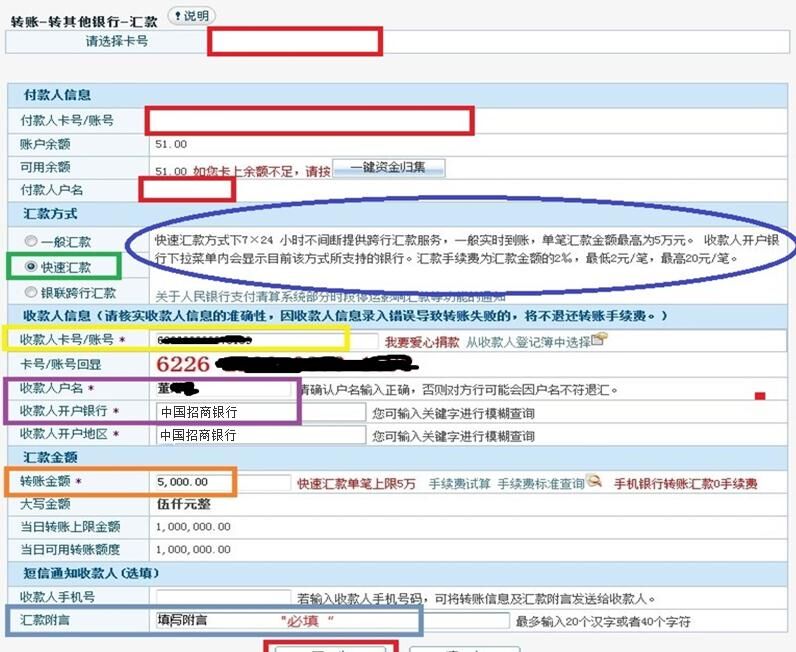 转账-转其他银行-汇款 说明
请选择卡号
付款人信息
付款人卡号/账号
账户余额 51.00
可用余额 51.00 如您卡上余额不足，请按 一键资金归集
付款人户名
汇款方式
一般汇款
快速汇款
银联跨行汇款
快速汇款方式下7×24 小时不间断提供跨行汇款服务，一般实时到账，单笔汇款金额最高为5万元。 收款人开户银
行下拉菜单内会显示目前该方式所支持的银行。汇款手续费为汇款金额的2‰，最低2元/笔，最高20元/笔。
关于人民银行支付清算系统部分时段停运影响汇款等功能的通知
收款人信息（请核实收款人信息的准确性，因收款人信息录入错误导致转账失败的，将不退还转账手续费。）
收款人卡号/账号 * 我要爱心捐款 从收款人登记簿中选择
卡号/账号回显 6226
收款人户名 * 董 请确认户名输入正确，否则对方行可能会因户名不符退汇。
收款人开户银行 * 中国招商银行 您可输入关键字进行模糊查询
收款人开户地区 * 中国招商银行 您可输入关键字进行模糊查询
汇款金额
转账金额 * 5,000.00 快速汇款单笔上限5万 手续费试算 手续费标准查询 手机银行转账汇款0手续费
大写金额 伍仟元整
当日转账上限金额 1,000,000.00
当日可用转账额度 1,000,000.00
短信通知收款人(选填)
收款人手机号 若输入收款人手机号码，可将转账信息及汇款附言发送给收款人。
汇款附言 填写附言 "必填 “ 最多输入20个汉字或者40个字符